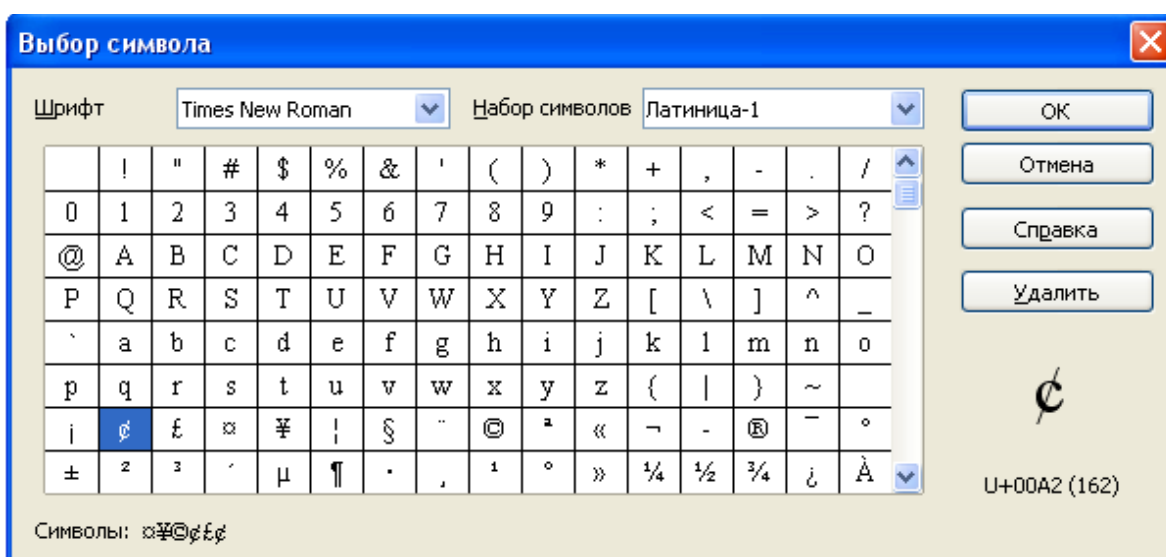 Выбор символа
Шрифт Times New Roman Набор символов Латиница-1 ОК
! " # $ % & ' ( ) * + , - . / Отмена
0 1 2 3 4 5 6 7 8 9 : ; < = > ? Справка
@ A B C D E F G H I J K L M N O
P Q R S T U V W X Y Z [ \ ] ^ _ Удалить
` a b c d e f g h i j k l m n o
p q r s t u v w x y z { | } ~ ¢
¡ ¢ £ ¤ ¥ ¦ § ¨ © ª « ¬ - ® ¯ °
± ² ³ ´ µ ¶ · ¸ ¹ º » ¼ ½ ¾ ¿ À U+00A2 (162)
Символы: ¤¥©¢£¢